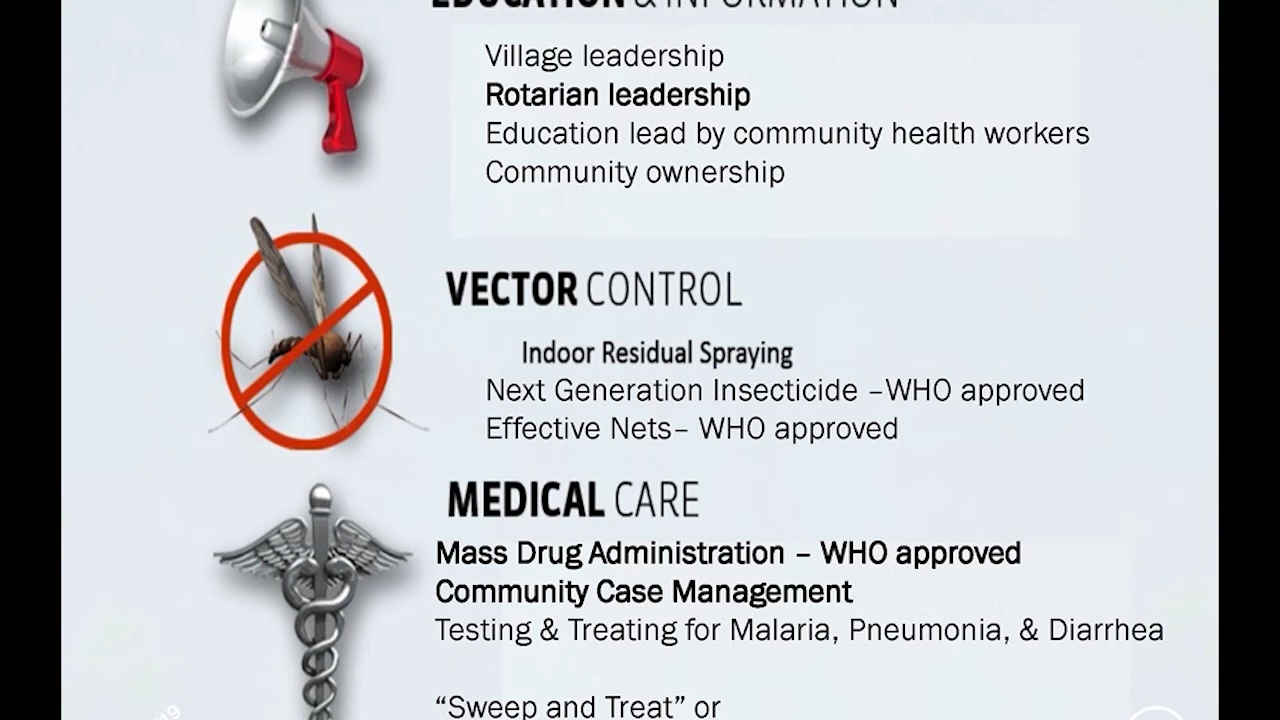 EDUCATION & INFORMATION
Village leadership
Rotarian leadership
Education lead by community health workers
Community ownership
VECTOR CONTROL
Indoor Residual Spraying
Next Generation Insecticide –WHO approved
Effective Nets– WHO approved
MEDICAL CARE
Mass Drug Administration – WHO approved
Community Case Management
Testing & Treating for Malaria, Pneumonia, & Diarrhea
“Sweep and Treat” or